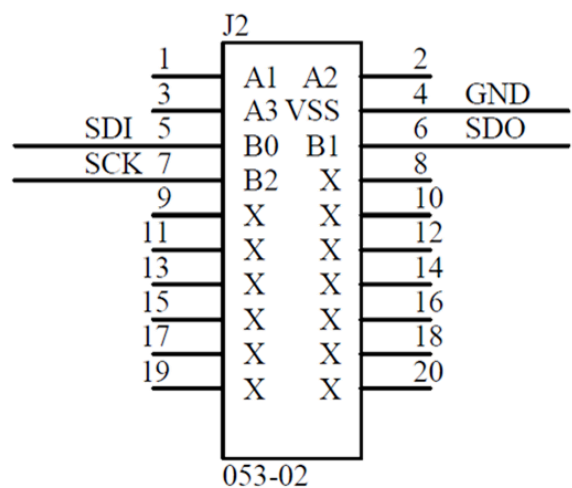 J2
1 A1 A2 2
3 A3 VSS 4 GND
SDI 5 B0 B1 6 SDO
SCK 7 B2 X 8
9 X X 10
11 X X 12
13 X X 14
15 X X 16
17 X X 18
19 X X 20
053-02